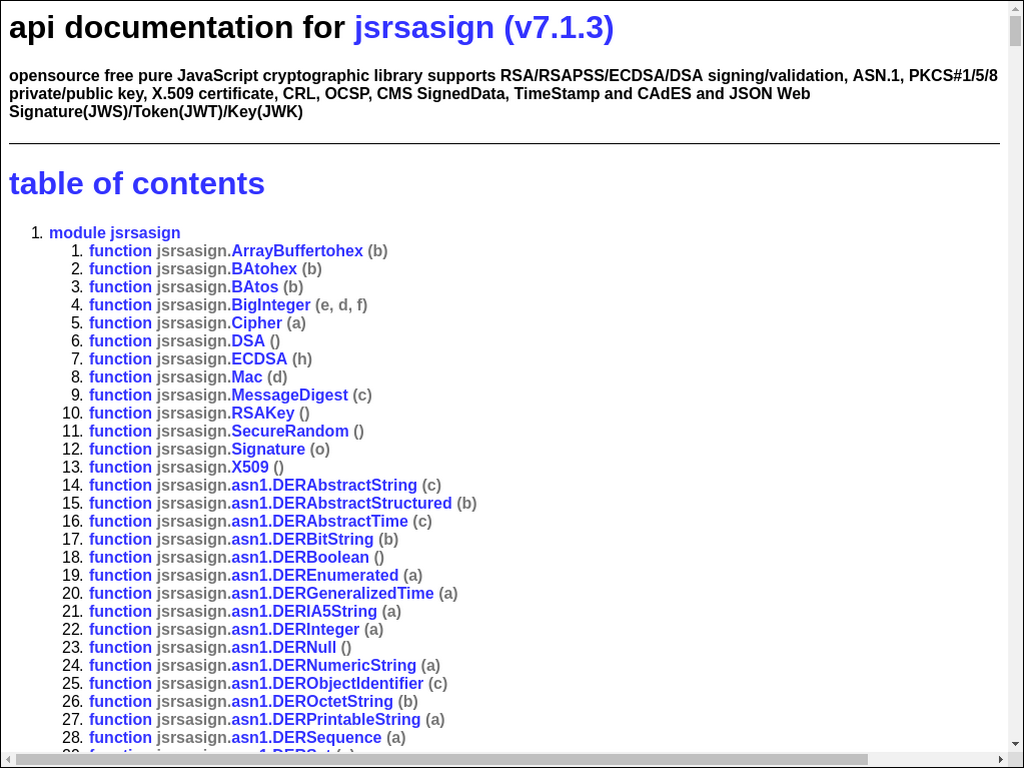 api documentation for jsrsasign (v7.1.3)
opensource free pure JavaScript cryptographic library supports RSA/RSAPSS/ECDSA/DSA signing/validation, ASN.1, PKCS#1/5/8
private/public key, X.509 certificate, CRL, OCSP, CMS SignedData, TimeStamp and CAdES and JSON Web
Signature(JWS)/Token(JWT)/Key(JWK)
table of contents
1. module jsrsasign
1. function jsrsasign.ArrayBuffertohex (b)
2. function jsrsasign.BAtohex (b)
3. function jsrsasign.BAtos (b)
4. function jsrsasign.BigInteger (e, d, f)
5. function jsrsasign.Cipher (a)
6. function jsrsasign.DSA ()
7. function jsrsasign.ECDSA (h)
8. function jsrsasign.Mac (d)
9. function jsrsasign.MessageDigest (c)
10. function jsrsasign.RSAKey ()
11. function jsrsasign.SecureRandom ()
12. function jsrsasign.Signature (o)
13. function jsrsasign.X509 ()
14. function jsrsasign.asn1.DERAbstractString (c)
15. function jsrsasign.asn1.DERAbstractStructured (b)
16. function jsrsasign.asn1.DERAbstractTime (c)
17. function jsrsasign.asn1.DERBitString (b)
18. function jsrsasign.asn1.DERBoolean ()
19. function jsrsasign.asn1.DEREnumerated (a)
20. function jsrsasign.asn1.DERGeneralizedTime (a)
21. function jsrsasign.asn1.DERIA5String (a)
22. function jsrsasign.asn1.DERInteger (a)
23. function jsrsasign.asn1.DERNull ()
24. function jsrsasign.asn1.DERNumericString (a)
25. function jsrsasign.asn1.DERObjectIdentifier (c)
26. function jsrsasign.asn1.DEROctetString (b)
27. function jsrsasign.asn1.DERPrintableString (a)
28. function jsrsasign.asn1.DERSequence (a)